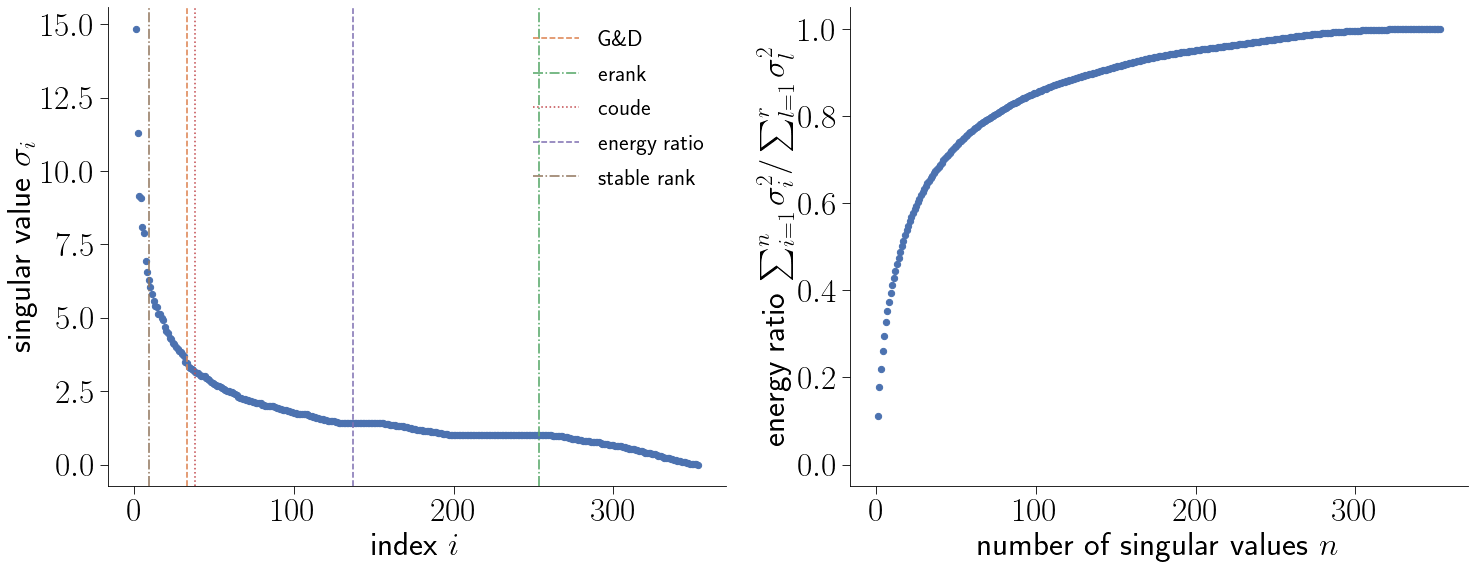 singular value σ_i
15.0
12.5
10.0
7.5
5.0
2.5
0.0
0
100
200
300
index i
G&D
erank
coude
energy ratio
stable rank
energy ratio ∑_{i=1}^{n} σ_i^2 / ∑_{l=1}^{r} σ_l^2
1.0
0.8
0.6
0.4
0.2
0.0
0
100
200
300
number of singular values n